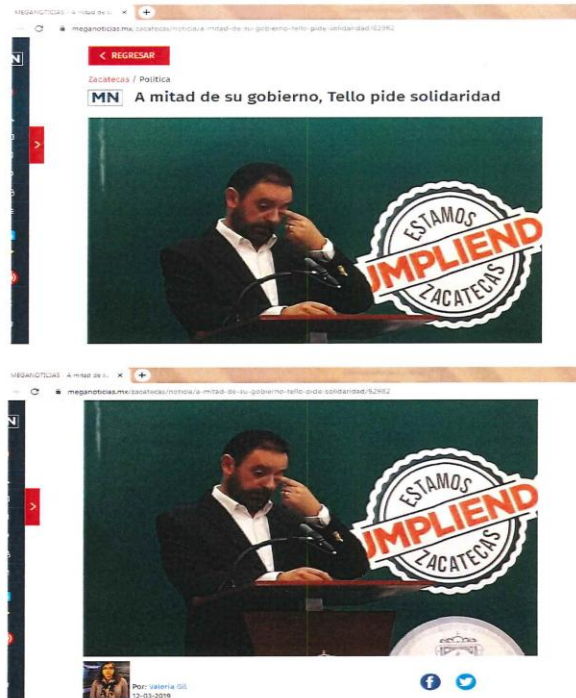 MEGANOTICIAS - A mitad de s
meganoticias.mx/zacatecas/noticia/a-mitad-de-su-gobierno-tello-pide-solidaridad/62982
N
< REGRESAR
Zacatecas / Política
MN A mitad de su gobierno, Tello pide solidaridad
ESTAMOS
UMPLIEND
ZACATECAS
MEGANOTICIAS - A mitad de s
meganoticias.mx/zacatecas/noticia/a-mitad-de-su-gobierno-tello-pide-solidaridad/62982
N
ESTAMOS
UMPLIEND
ZACATECAS
Por: Valeria Gil
12-03-2019